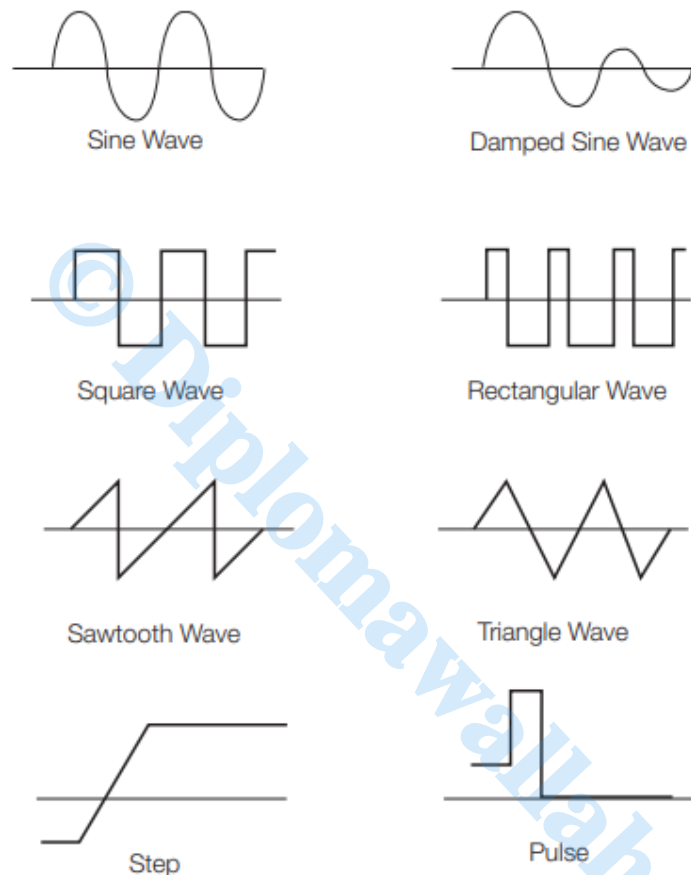 Sine Wave
Damped Sine Wave
Square Wave
Rectangular Wave
Sawtooth Wave
Triangle Wave
Step
Pulse
© Diplomawallah